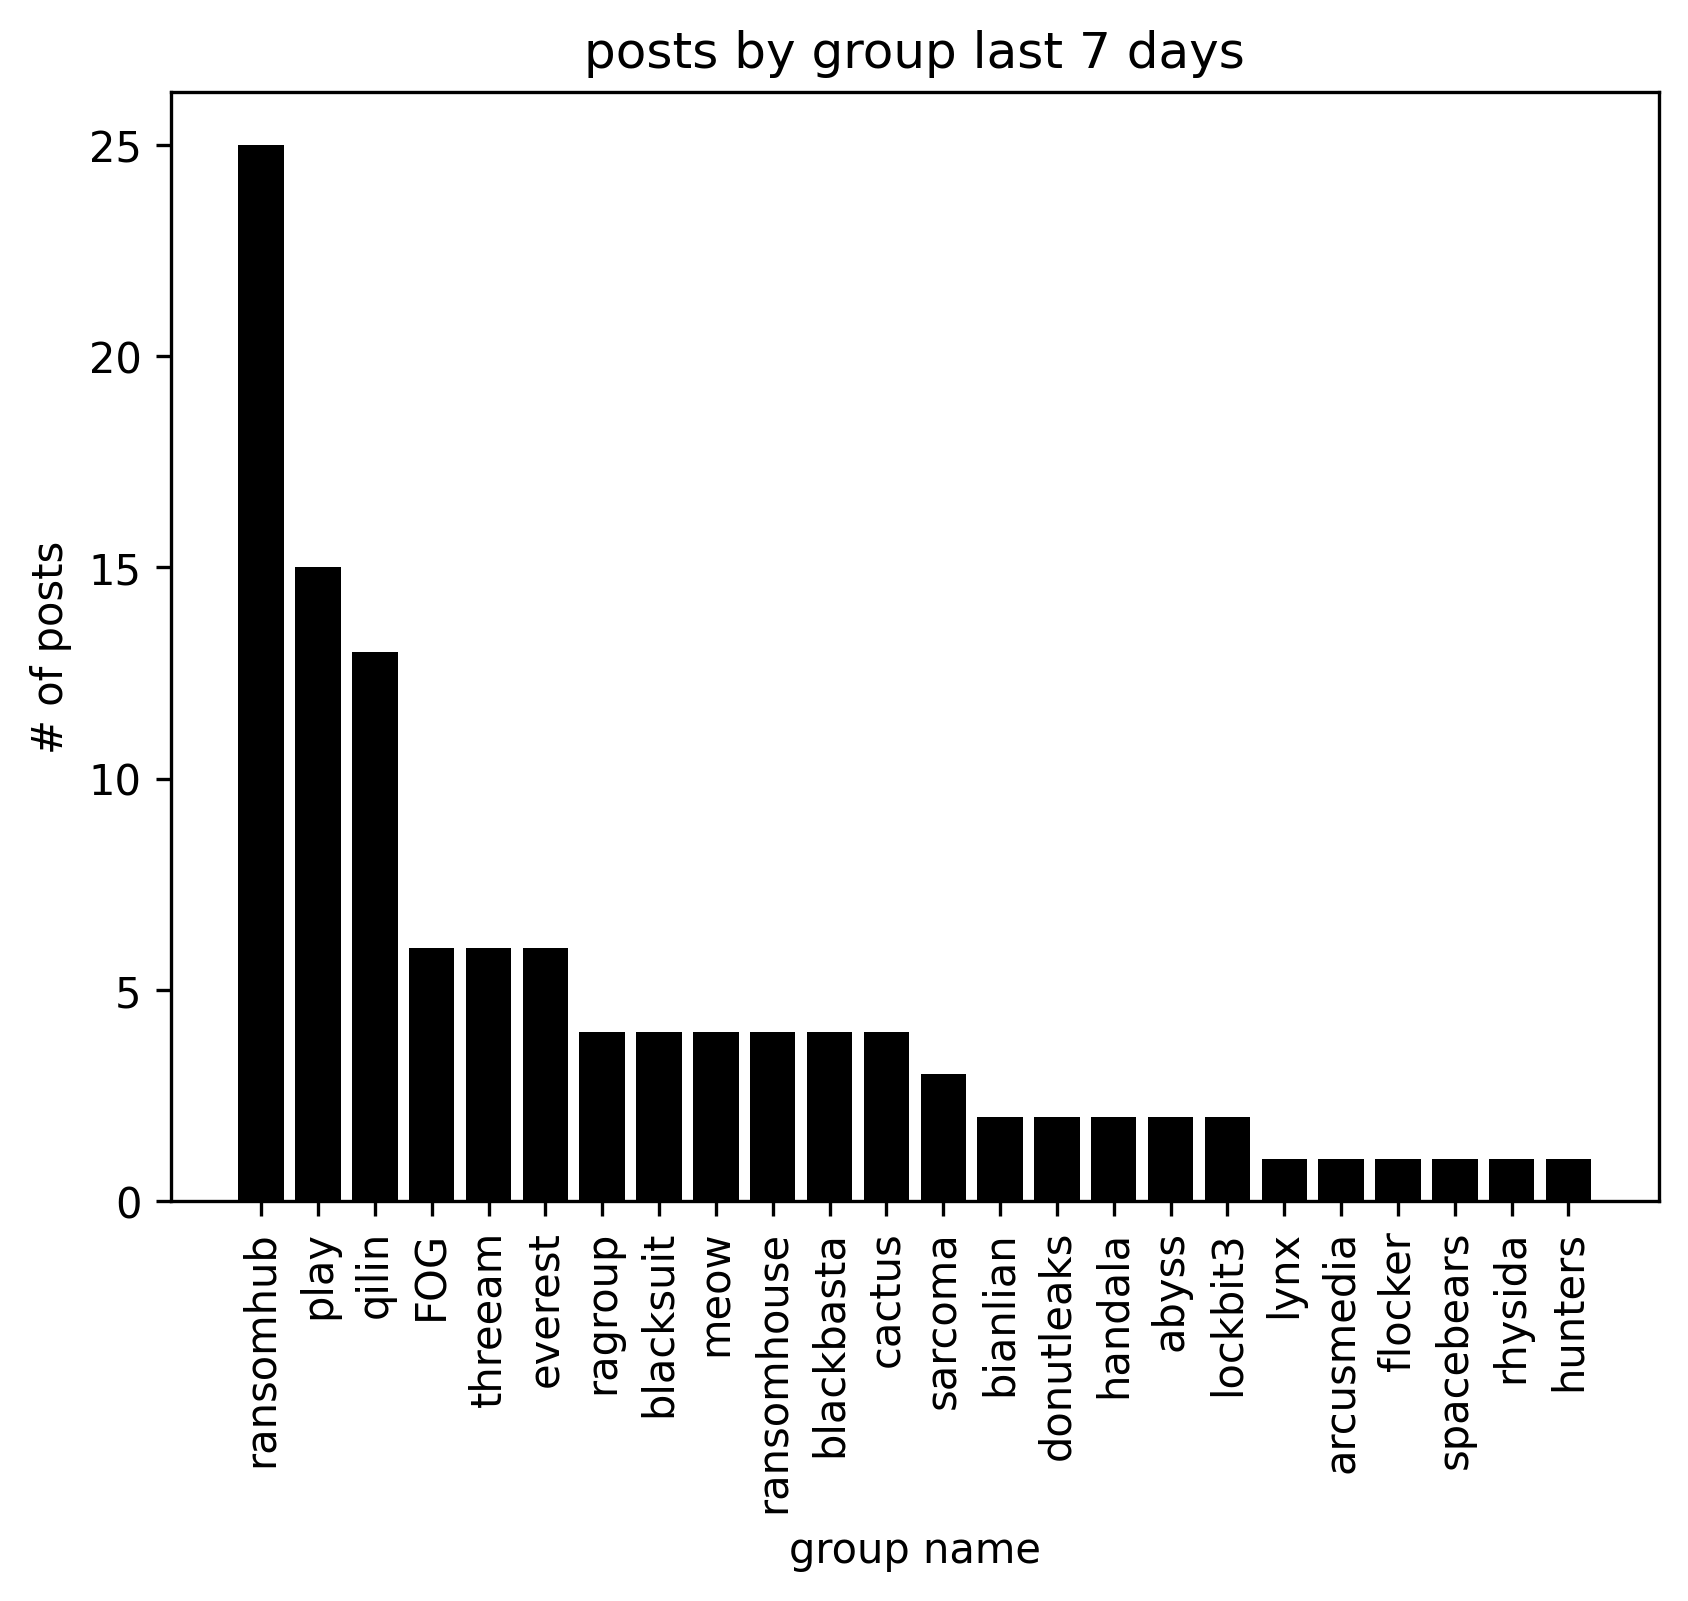 posts by group last 7 days
25
20
15
10
5
0
# of posts
ransomhub
play
qilin
FOG
threeam
everest
ragroup
blacksuit
meow
ransomhouse
blackbasta
cactus
sarcoma
bianlian
donutleaks
handala
abyss
lockbit3
lynx
arcusmedia
flocker
spacebears
rhysida
hunters
group name